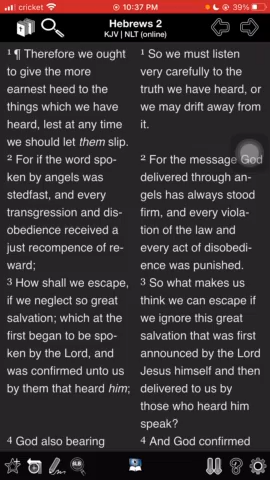 cricket 10:37 PM 39%
Hebrews 2
KJV | NLT (online)
1 ¶ Therefore we ought
to give the more
earnest heed to the
things which we have
heard, lest at any time
we should let them slip.
2 For if the word spo-
ken by angels was
stedfast, and every
transgression and dis-
obedience received a
just recompence of re-
ward;
3 How shall we escape,
if we neglect so great
salvation; which at the
first began to be spo-
ken by the Lord, and
was confirmed unto us
by them that heard him;
4 God also bearing
1 So we must listen
very carefully to the
truth we have heard, or
we may drift away from
it.
2 For the message God
delivered through an-
gels has always stood
firm, and every viola-
tion of the law and
every act of disobedi-
ence was punished.
3 So what makes us
think we can escape if
we ignore this great
salvation that was first
announced by the Lord
Jesus himself and then
delivered to us by
those who heard him
speak?
4 And God confirmed